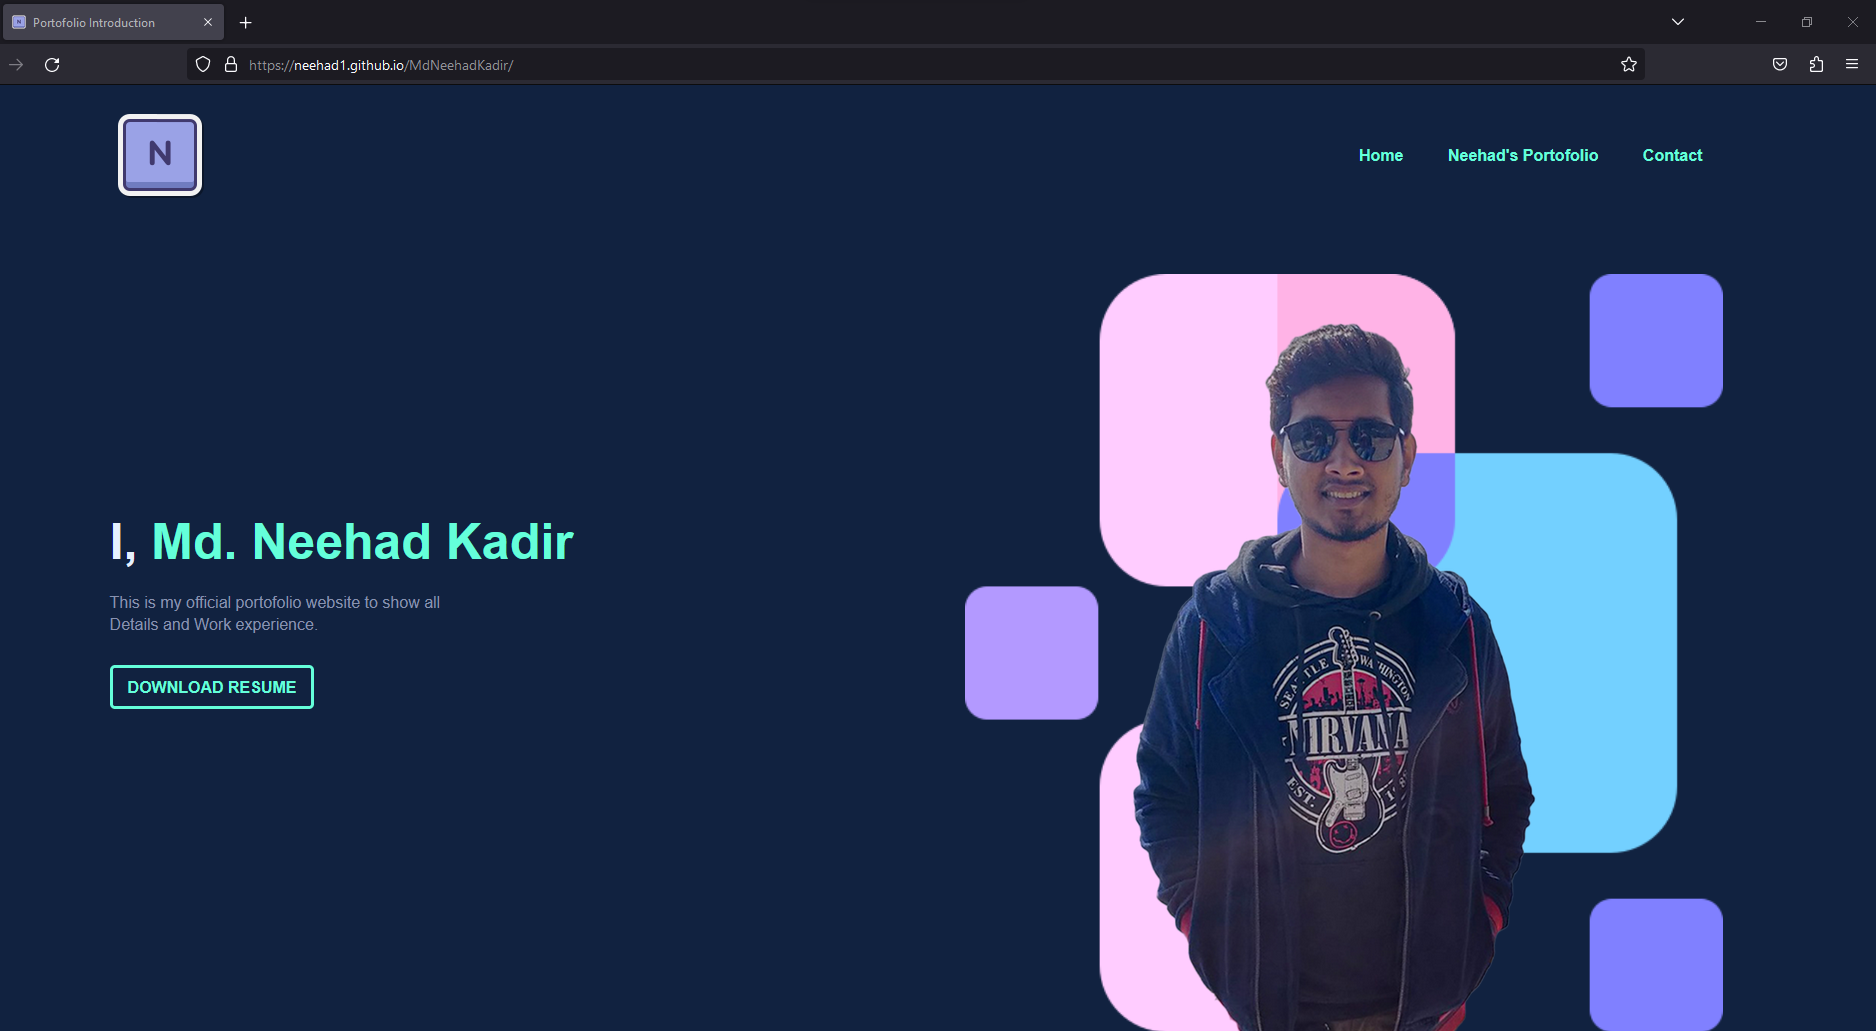 Portofolio Introduction
https://neehad1.github.io/MdNeehadKadir/
N
Home
Neehad's Portofolio
Contact
I, Md. Neehad Kadir
This is my official portofolio website to show all
Details and Work experience.
DOWNLOAD RESUME
SEATTLE WASHINGTON
NIRVANA
EST.